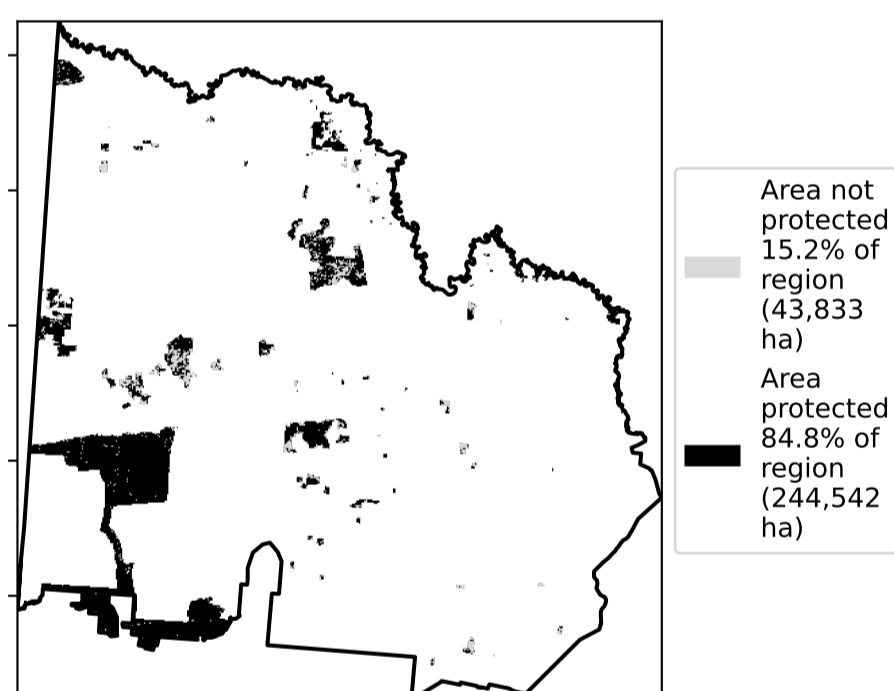 Area not
protected
15.2% of
region
(43,833
ha)
Area
protected
84.8% of
region
(244,542
ha)